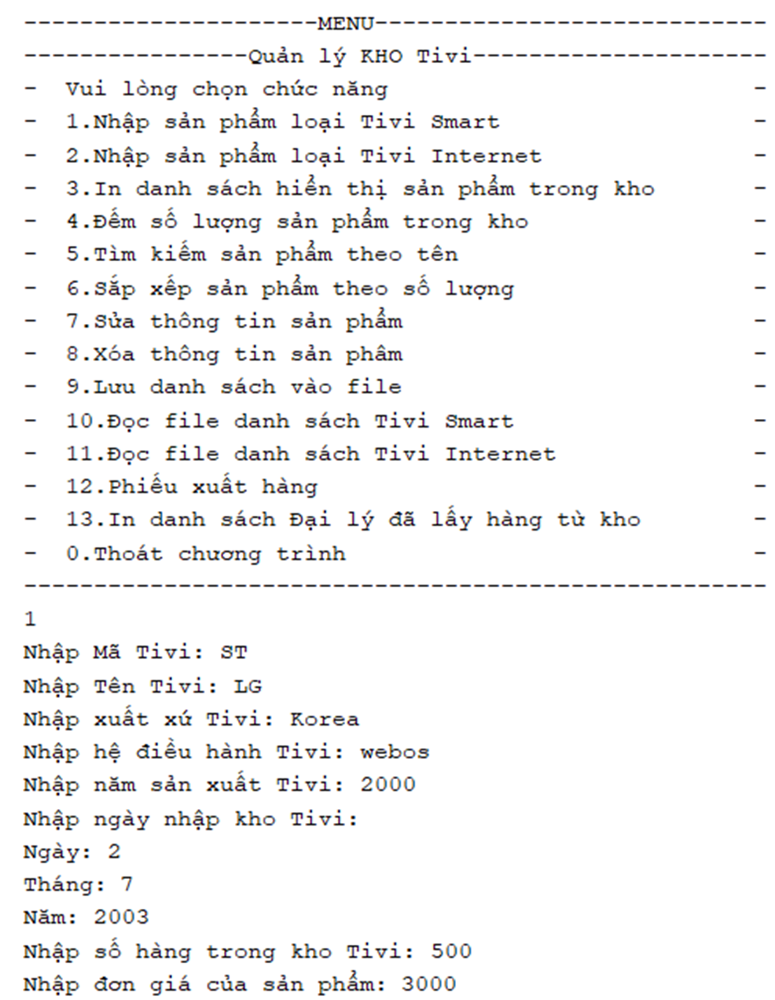 ---------------------MENU----------------------------
----------------Quản lý KHO Tivi---------------------
-  Vui lòng chọn chức năng                          -
-  1.Nhập sản phẩm loại Tivi Smart                  -
-  2.Nhập sản phẩm loại Tivi Internet               -
-  3.In danh sách hiển thị sản phẩm trong kho       -
-  4.Đếm số lượng sản phẩm trong kho                -
-  5.Tìm kiếm sản phẩm theo tên                     -
-  6.Sắp xếp sản phẩm theo số lượng                 -
-  7.Sửa thông tin sản phẩm                         -
-  8.Xóa thông tin sản phâm                         -
-  9.Lưu danh sách vào file                         -
-  10.Đọc file danh sách Tivi Smart                 -
-  11.Đọc file danh sách Tivi Internet              -
-  12.Phiếu xuất hàng                               -
-  13.In danh sách Đại lý đã lấy hàng từ kho        -
-  0.Thoát chương trình                             -
-----------------------------------------------------
1
Nhập Mã Tivi: ST
Nhập Tên Tivi: LG
Nhập xuất xứ Tivi: Korea
Nhập hệ điều hành Tivi: webos
Nhập năm sản xuất Tivi: 2000
Nhập ngày nhập kho Tivi:
Ngày: 2
Tháng: 7
Năm: 2003
Nhập số hàng trong kho Tivi: 500
Nhập đơn giá của sản phẩm: 3000